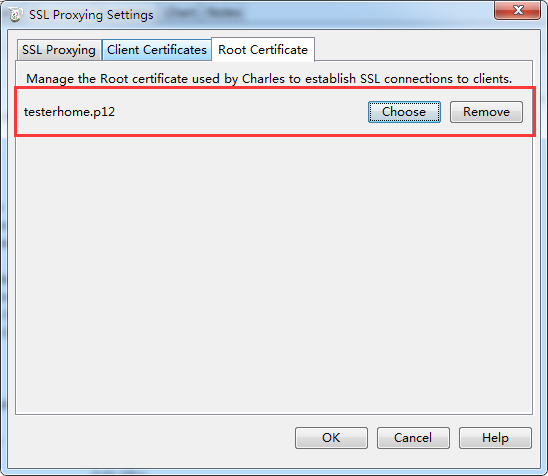 SSL Proxying Settings
SSL Proxying
Client Certificates
Root Certificate
Manage the Root certificate used by Charles to establish SSL connections to clients.
testerhome.p12
Choose
Remove
OK
Cancel
Help